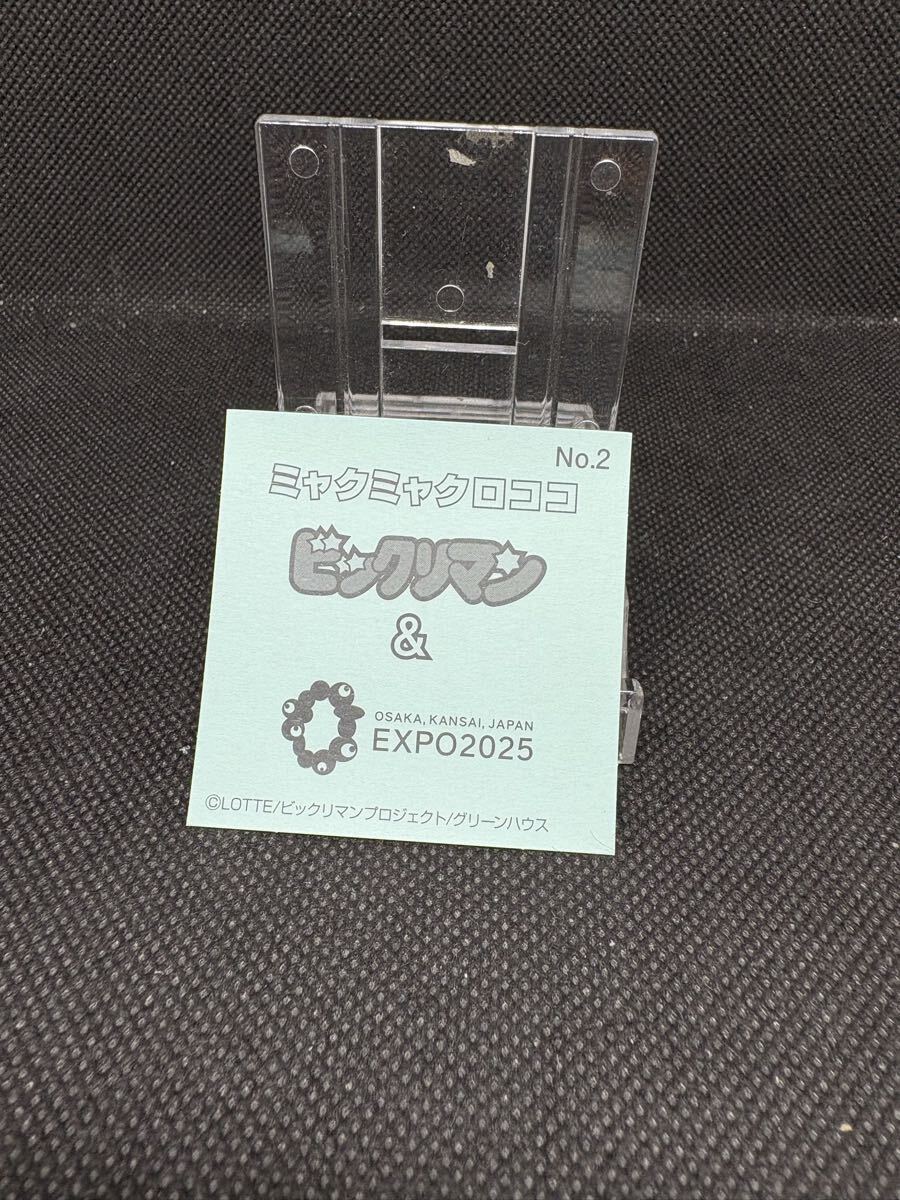 No.2
ミャクミャクロココ
ビックリマン
&
OSAKA, KANSAI, JAPAN
EXPO2025
©LOTTE/ビックリマンプロジェクト/グリーンハウス